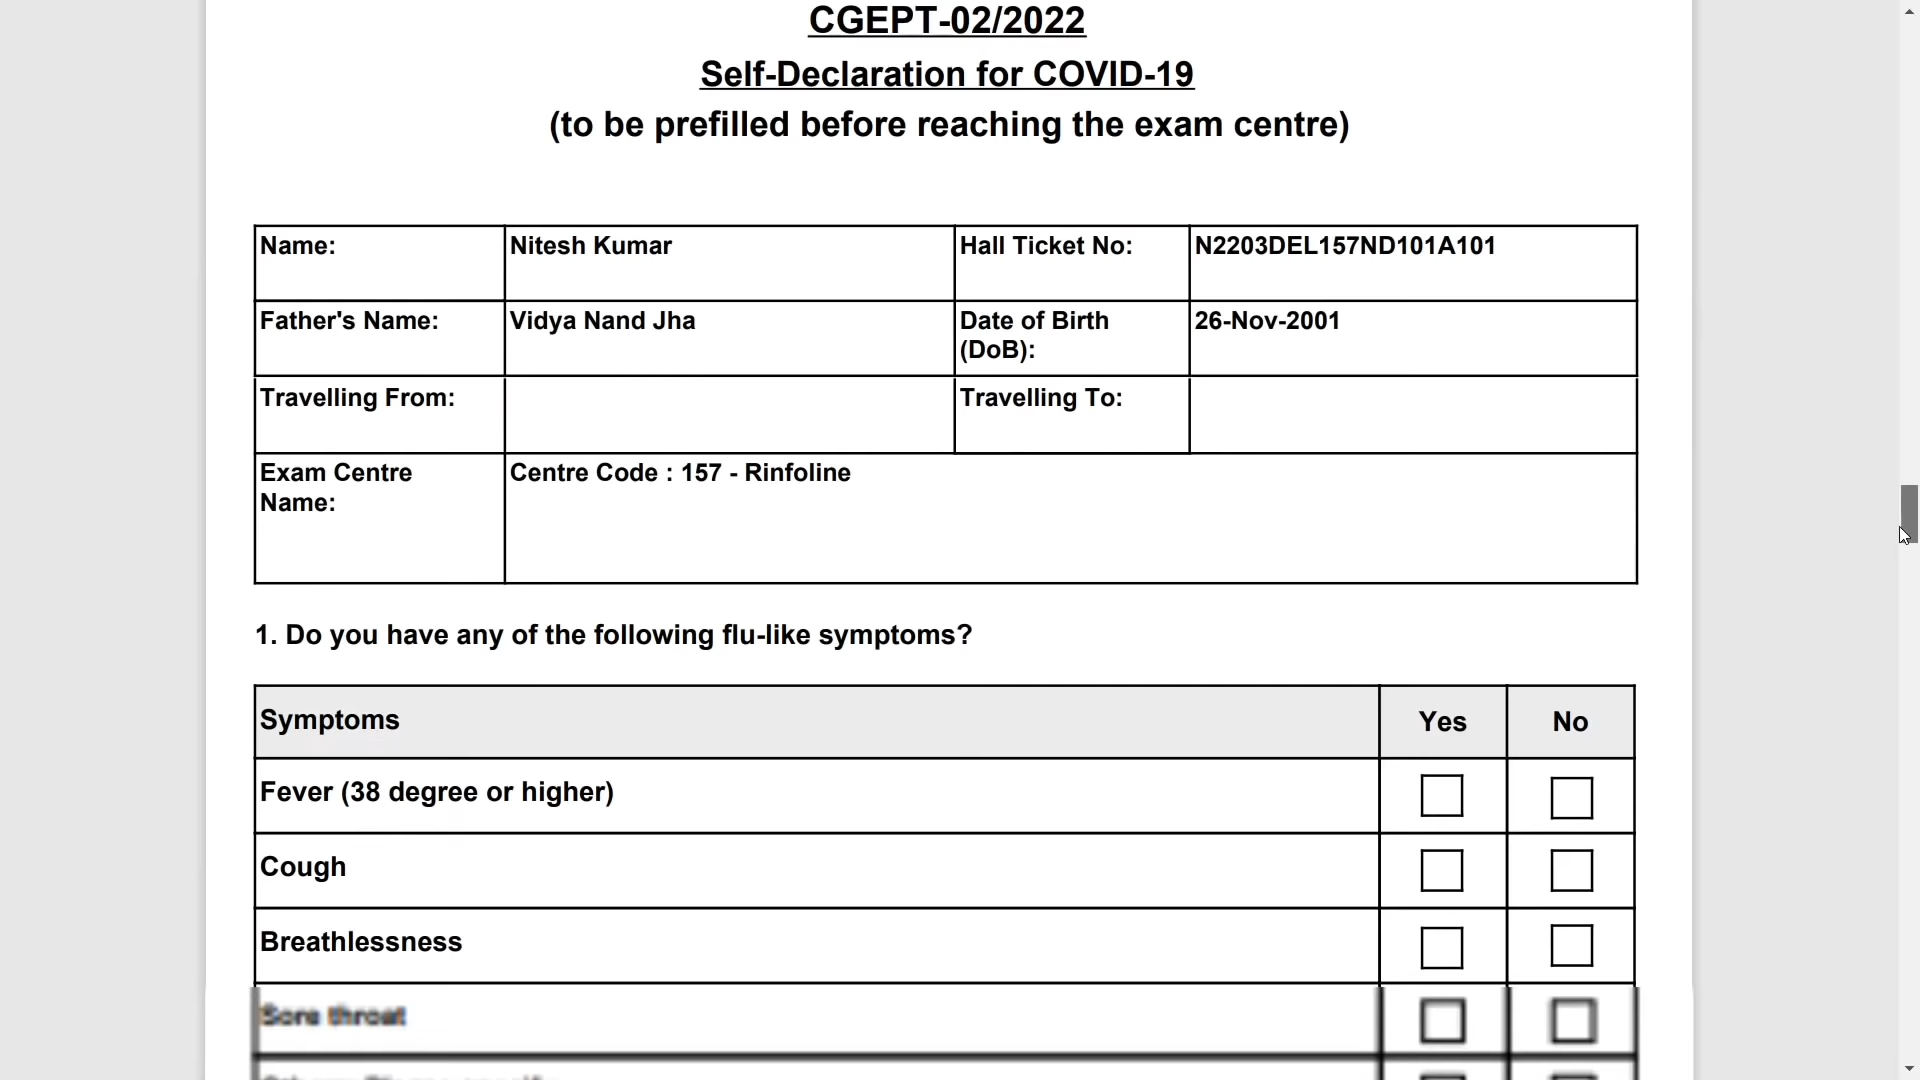 CGEPT-02/2022
Self-Declaration for COVID-19
(to be prefilled before reaching the exam centre)
Name: Nitesh Kumar Hall Ticket No: N2203DEL157ND101A101
Father's Name: Vidya Nand Jha Date of Birth 26-Nov-2001
(DoB):
Travelling From: Travelling To:
Exam Centre Centre Code : 157 - Rinfoline
Name:
1. Do you have any of the following flu-like symptoms?
Symptoms Yes No
Fever (38 degree or higher)
Cough
Breathlessness
Sore throat